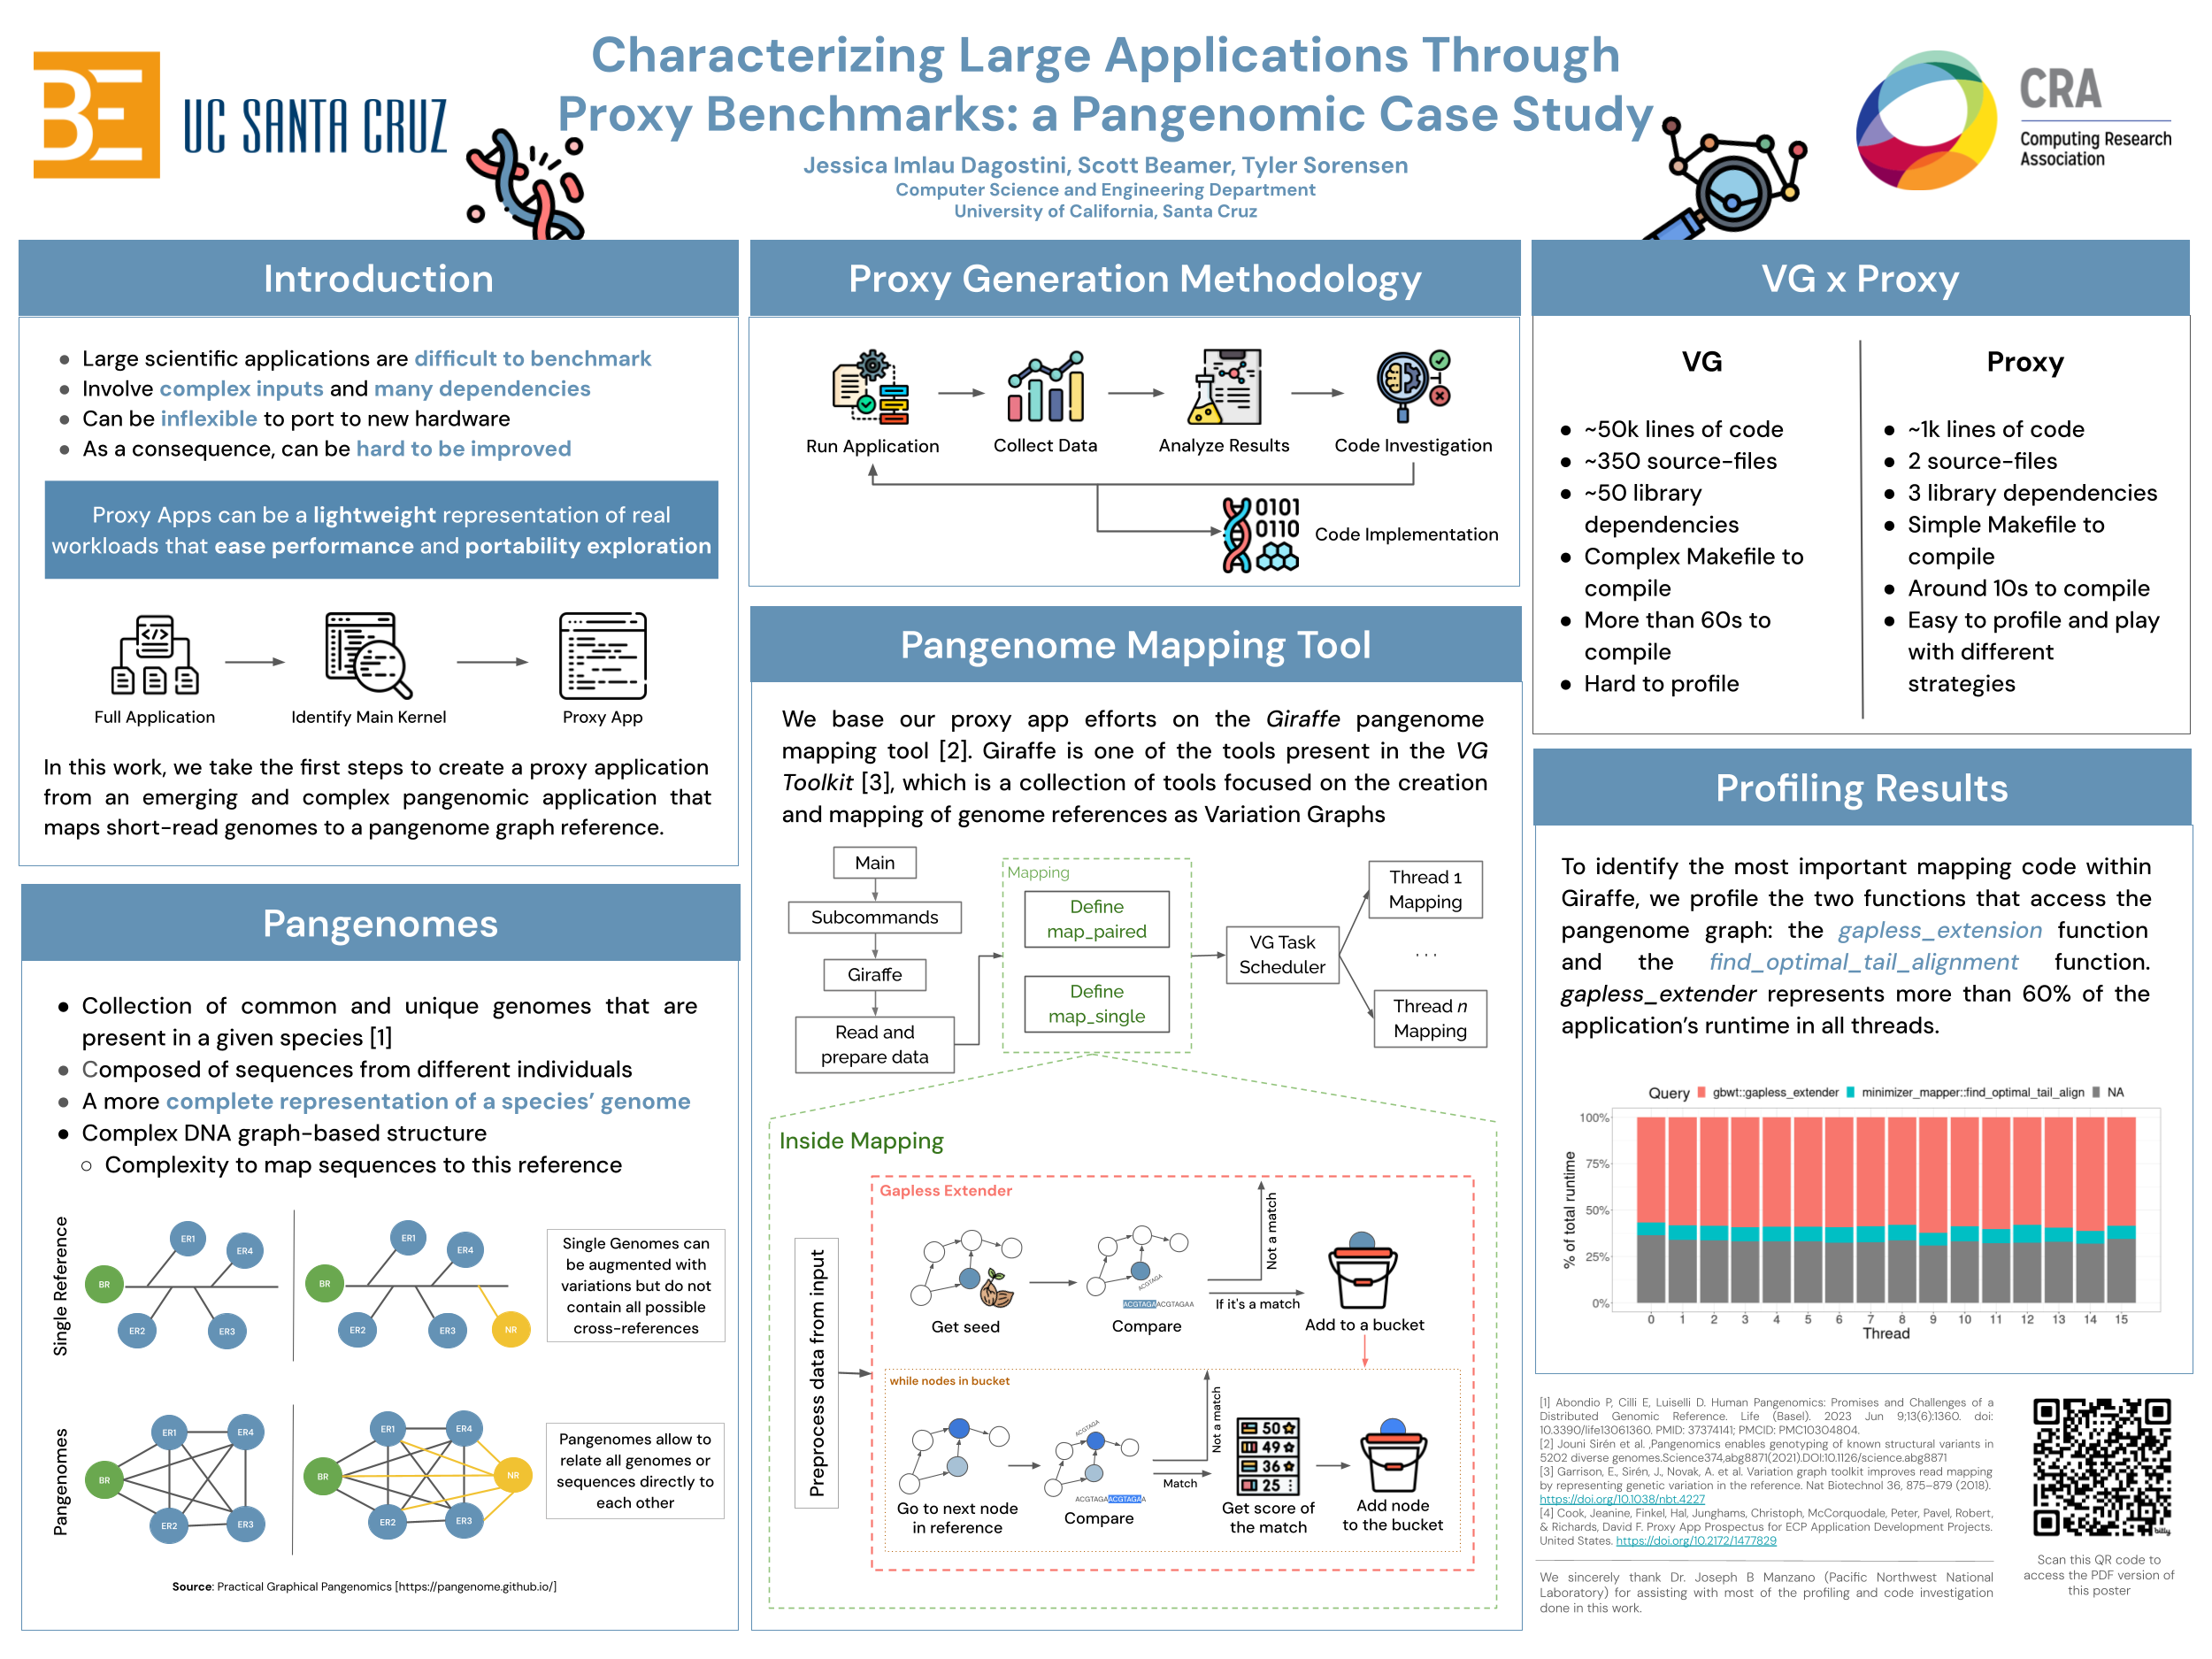 Characterizing Large Applications Through
Proxy Benchmarks: a Pangenomic Case Study
Jessica Imlau Dagostini, Scott Beamer, Tyler Sorensen
Computer Science and Engineering Department
University of California, Santa Cruz
BE
UC SANTA CRUZ
CRA
Computing Research
Association
Introduction
● Large scientific applications are difficult to benchmark
● Involve complex inputs and many dependencies
● Can be inflexible to port to new hardware
● As a consequence, can be hard to be improved
Proxy Apps can be a lightweight representation of real
workloads that ease performance and portability exploration
Full Application
Identify Main Kernel
Proxy App
In this work, we take the first steps to create a proxy application
from an emerging and complex pangenomic application that
maps short-read genomes to a pangenome graph reference.
Pangenomes
● Collection of common and unique genomes that are
present in a given species [1]
● Composed of sequences from different individuals
● A more complete representation of a species' genome
● Complex DNA graph-based structure
○ Complexity to map sequences to this reference
Single Reference
BR
ER1
ER4
ER2
ER3
BR
ER1
ER4
ER2
ER3
NR
Single Genomes can
be augmented with
variations but do not
contain all possible
cross-references
Pangenomes
BR
ER1
ER4
ER2
ER3
BR
ER1
ER4
ER2
ER3
NR
Pangenomes allow to
relate all genomes or
sequences directly to
each other
Source: Practical Graphical Pangenomics [https://pangenome.github.io/]
Proxy Generation Methodology
Run Application
Collect Data
Analyze Results
Code Investigation
0101
0110
Code Implementation
Pangenome Mapping Tool
We base our proxy app efforts on the Giraffe pangenome
mapping tool [2]. Giraffe is one of the tools present in the VG
Toolkit [3], which is a collection of tools focused on the creation
and mapping of genome references as Variation Graphs
Main
Subcommands
Giraffe
Read and
prepare data
Mapping
Define
map_paired
Define
map_single
VG Task
Scheduler
Thread 1
Mapping
...
Thread n
Mapping
Inside Mapping
Preprocess data from input
Gapless Extender
Get seed
ACGTAGA
ACGTAGAACGTAGAA
Compare
Not a match
If it's a match
Add to a bucket
while nodes in bucket
Go to next node
in reference
ACGTAGA
ACGTAGAACGTAGAA
Compare
Not a match
Match
50
49
36
25
Get score of
the match
Add node
to the bucket
VG x Proxy
VG
● ~50k lines of code
● ~350 source-files
● ~50 library
dependencies
● Complex Makefile to
compile
● More than 60s to
compile
● Hard to profile
Proxy
● ~1k lines of code
● 2 source-files
● 3 library dependencies
● Simple Makefile to
compile
● Around 10s to compile
● Easy to profile and play
with different
strategies
Profiling Results
To identify the most important mapping code within
Giraffe, we profile the two functions that access the
pangenome graph: the gapless_extension function
and the find_optimal_tail_alignment function.
gapless_extender represents more than 60% of the
application's runtime in all threads.
Query gbwt::gapless_extender minimizer_mapper::find_optimal_tail_align NA
% of total runtime
100%
75%
50%
25%
0%
0 1 2 3 4 5 6 7 8 9 10 11 12 13 14 15
Thread
[1] Abondio P, Cilli E, Luiselli D. Human Pangenomics: Promises and Challenges of a
Distributed Genomic Reference. Life (Basel). 2023 Jun 9;13(6):1360. doi:
10.3390/life13061360. PMID: 37374141; PMCID: PMC10304804.
[2] Jouni Sirén et al. ,Pangenomics enables genotyping of known structural variants in
5202 diverse genomes.Science374,abg8871(2021).DOI:10.1126/science.abg8871
[3] Garrison, E., Sirén, J., Novak, A. et al. Variation graph toolkit improves read mapping
by representing genetic variation in the reference. Nat Biotechnol 36, 875–879 (2018).
https://doi.org/10.1038/nbt.4227
[4] Cook, Jeanine, Finkel, Hal, Junghams, Christoph, McCorquodale, Peter, Pavel, Robert,
& Richards, David F. Proxy App Prospectus for ECP Application Development Projects.
United States. https://doi.org/10.2172/1477829
We sincerely thank Dr. Joseph B Manzano (Pacific Northwest National
Laboratory) for assisting with most of the profiling and code investigation
done in this work.
bitly
Scan this QR code to
access the PDF version of
this poster